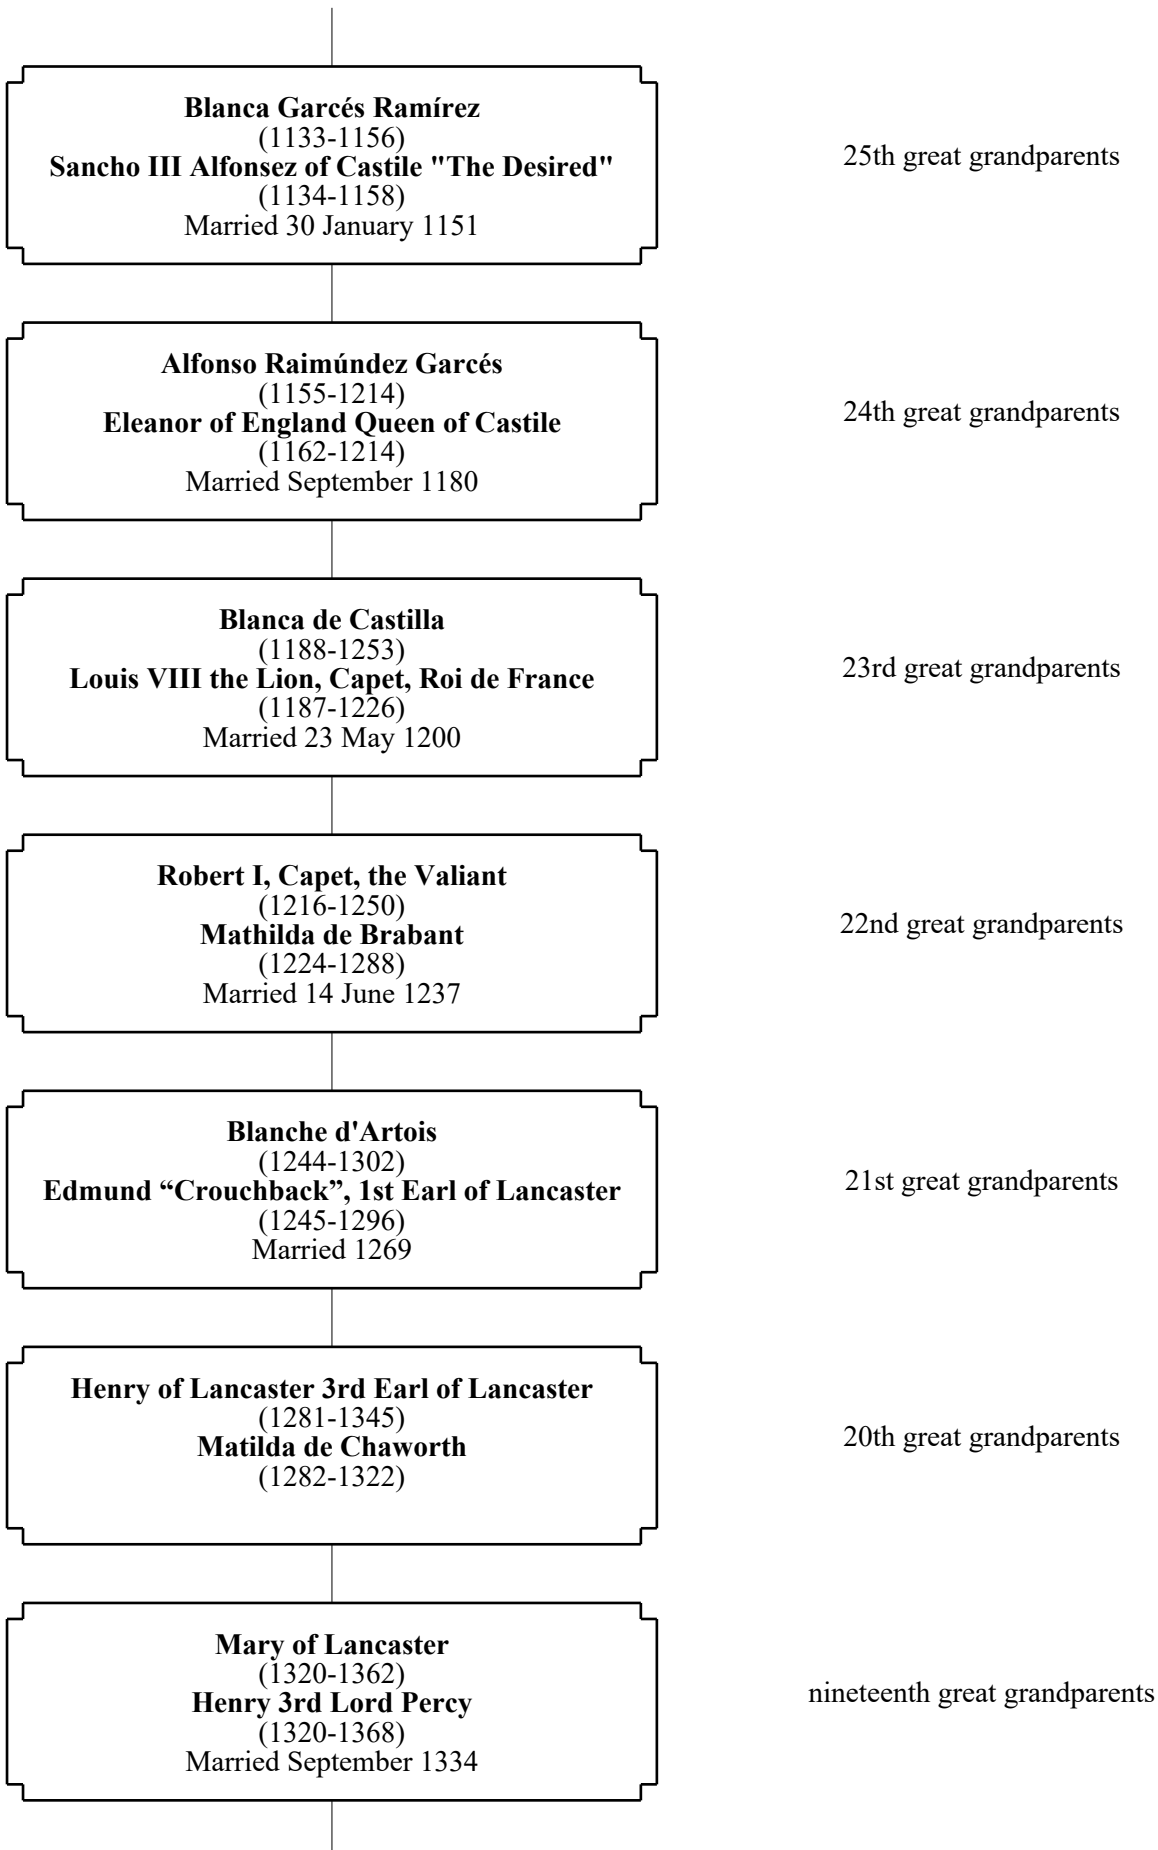 Blanca Garcés Ramírez
(1133-1156)
Sancho III Alfonsez of Castile "The Desired"
(1134-1158)
Married 30 January 1151
25th great grandparents
Alfonso Raimúndez Garcés
(1155-1214)
Eleanor of England Queen of Castile
(1162-1214)
Married September 1180
24th great grandparents
Blanca de Castilla
(1188-1253)
Louis VIII the Lion, Capet, Roi de France
(1187-1226)
Married 23 May 1200
23rd great grandparents
Robert I, Capet, the Valiant
(1216-1250)
Mathilda de Brabant
(1224-1288)
Married 14 June 1237
22nd great grandparents
Blanche d'Artois
(1244-1302)
Edmund “Crouchback”, 1st Earl of Lancaster
(1245-1296)
Married 1269
21st great grandparents
Henry of Lancaster 3rd Earl of Lancaster
(1281-1345)
Matilda de Chaworth
(1282-1322)
20th great grandparents
Mary of Lancaster
(1320-1362)
Henry 3rd Lord Percy
(1320-1368)
Married September 1334
nineteenth great grandparents